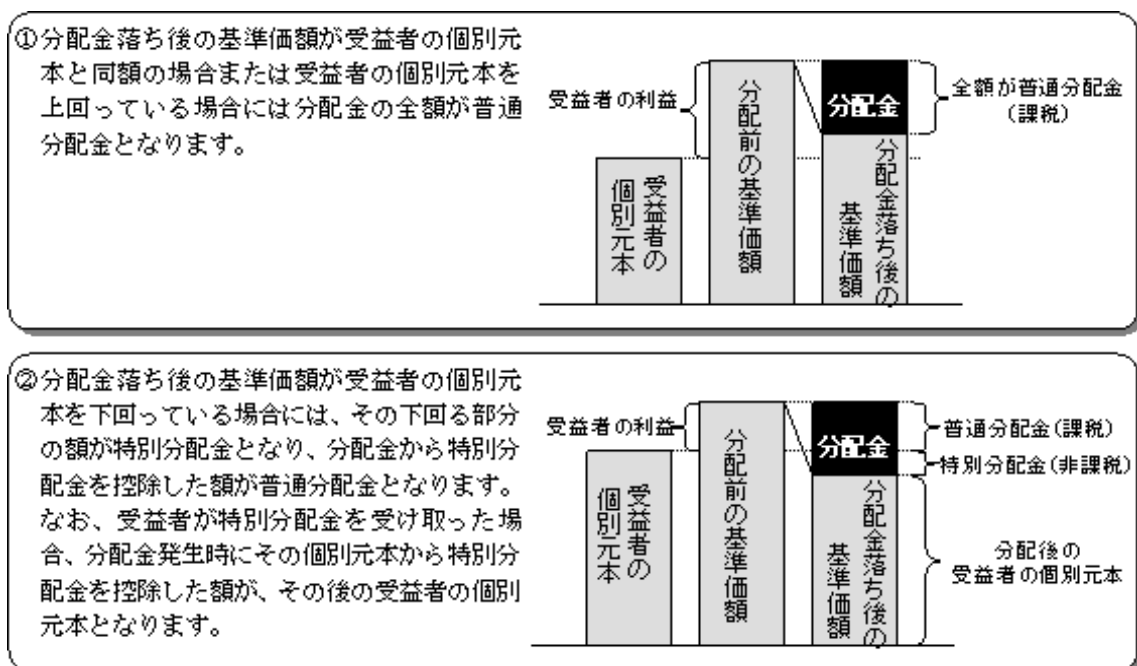 ①分配金落ち後の基準価額が受益者の個別元
本と同額の場合または受益者の個別元本を
上回っている場合には分配金の全額が普通
分配金となります。
受益者の利益
受益者の
個別元本
分配前の基準価額
分配金
分配金落ち後の
基準価額
全額が普通分配金
(課税)
②分配金落ち後の基準価額が受益者の個別元
本を下回っている場合には、その下回る部分
の額が特別分配金となり、分配金から特別分
配金を控除した額が普通分配金となります。
なお、受益者が特別分配金を受け取った場
合、分配金発生時にその個別元本から特別分
配金を控除した額が、その後の受益者の個別
元本となります。
受益者の利益
受益者の
個別元本
分配前の基準価額
分配金
分配金落ち後の
基準価額
普通分配金(課税)
特別分配金(非課税)
分配後の
受益者の個別元本